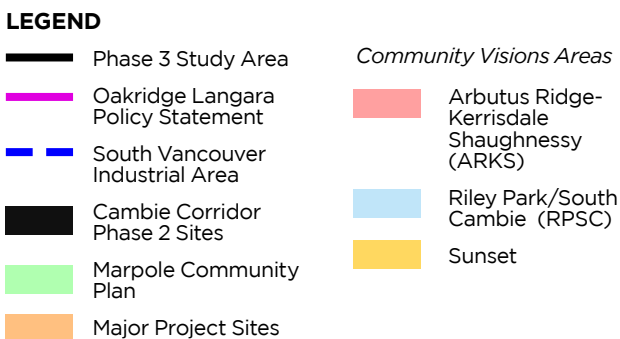 LEGEND
Phase 3 Study Area
Oakridge Langara
Policy Statement
South Vancouver
Industrial Area
Cambie Corridor
Phase 2 Sites
Marpole Community
Plan
Major Project Sites
Community Visions Areas
Arbutus Ridge-
Kerrisdale
Shaughnessy
(ARKS)
Riley Park/South
Cambie (RPSC)
Sunset